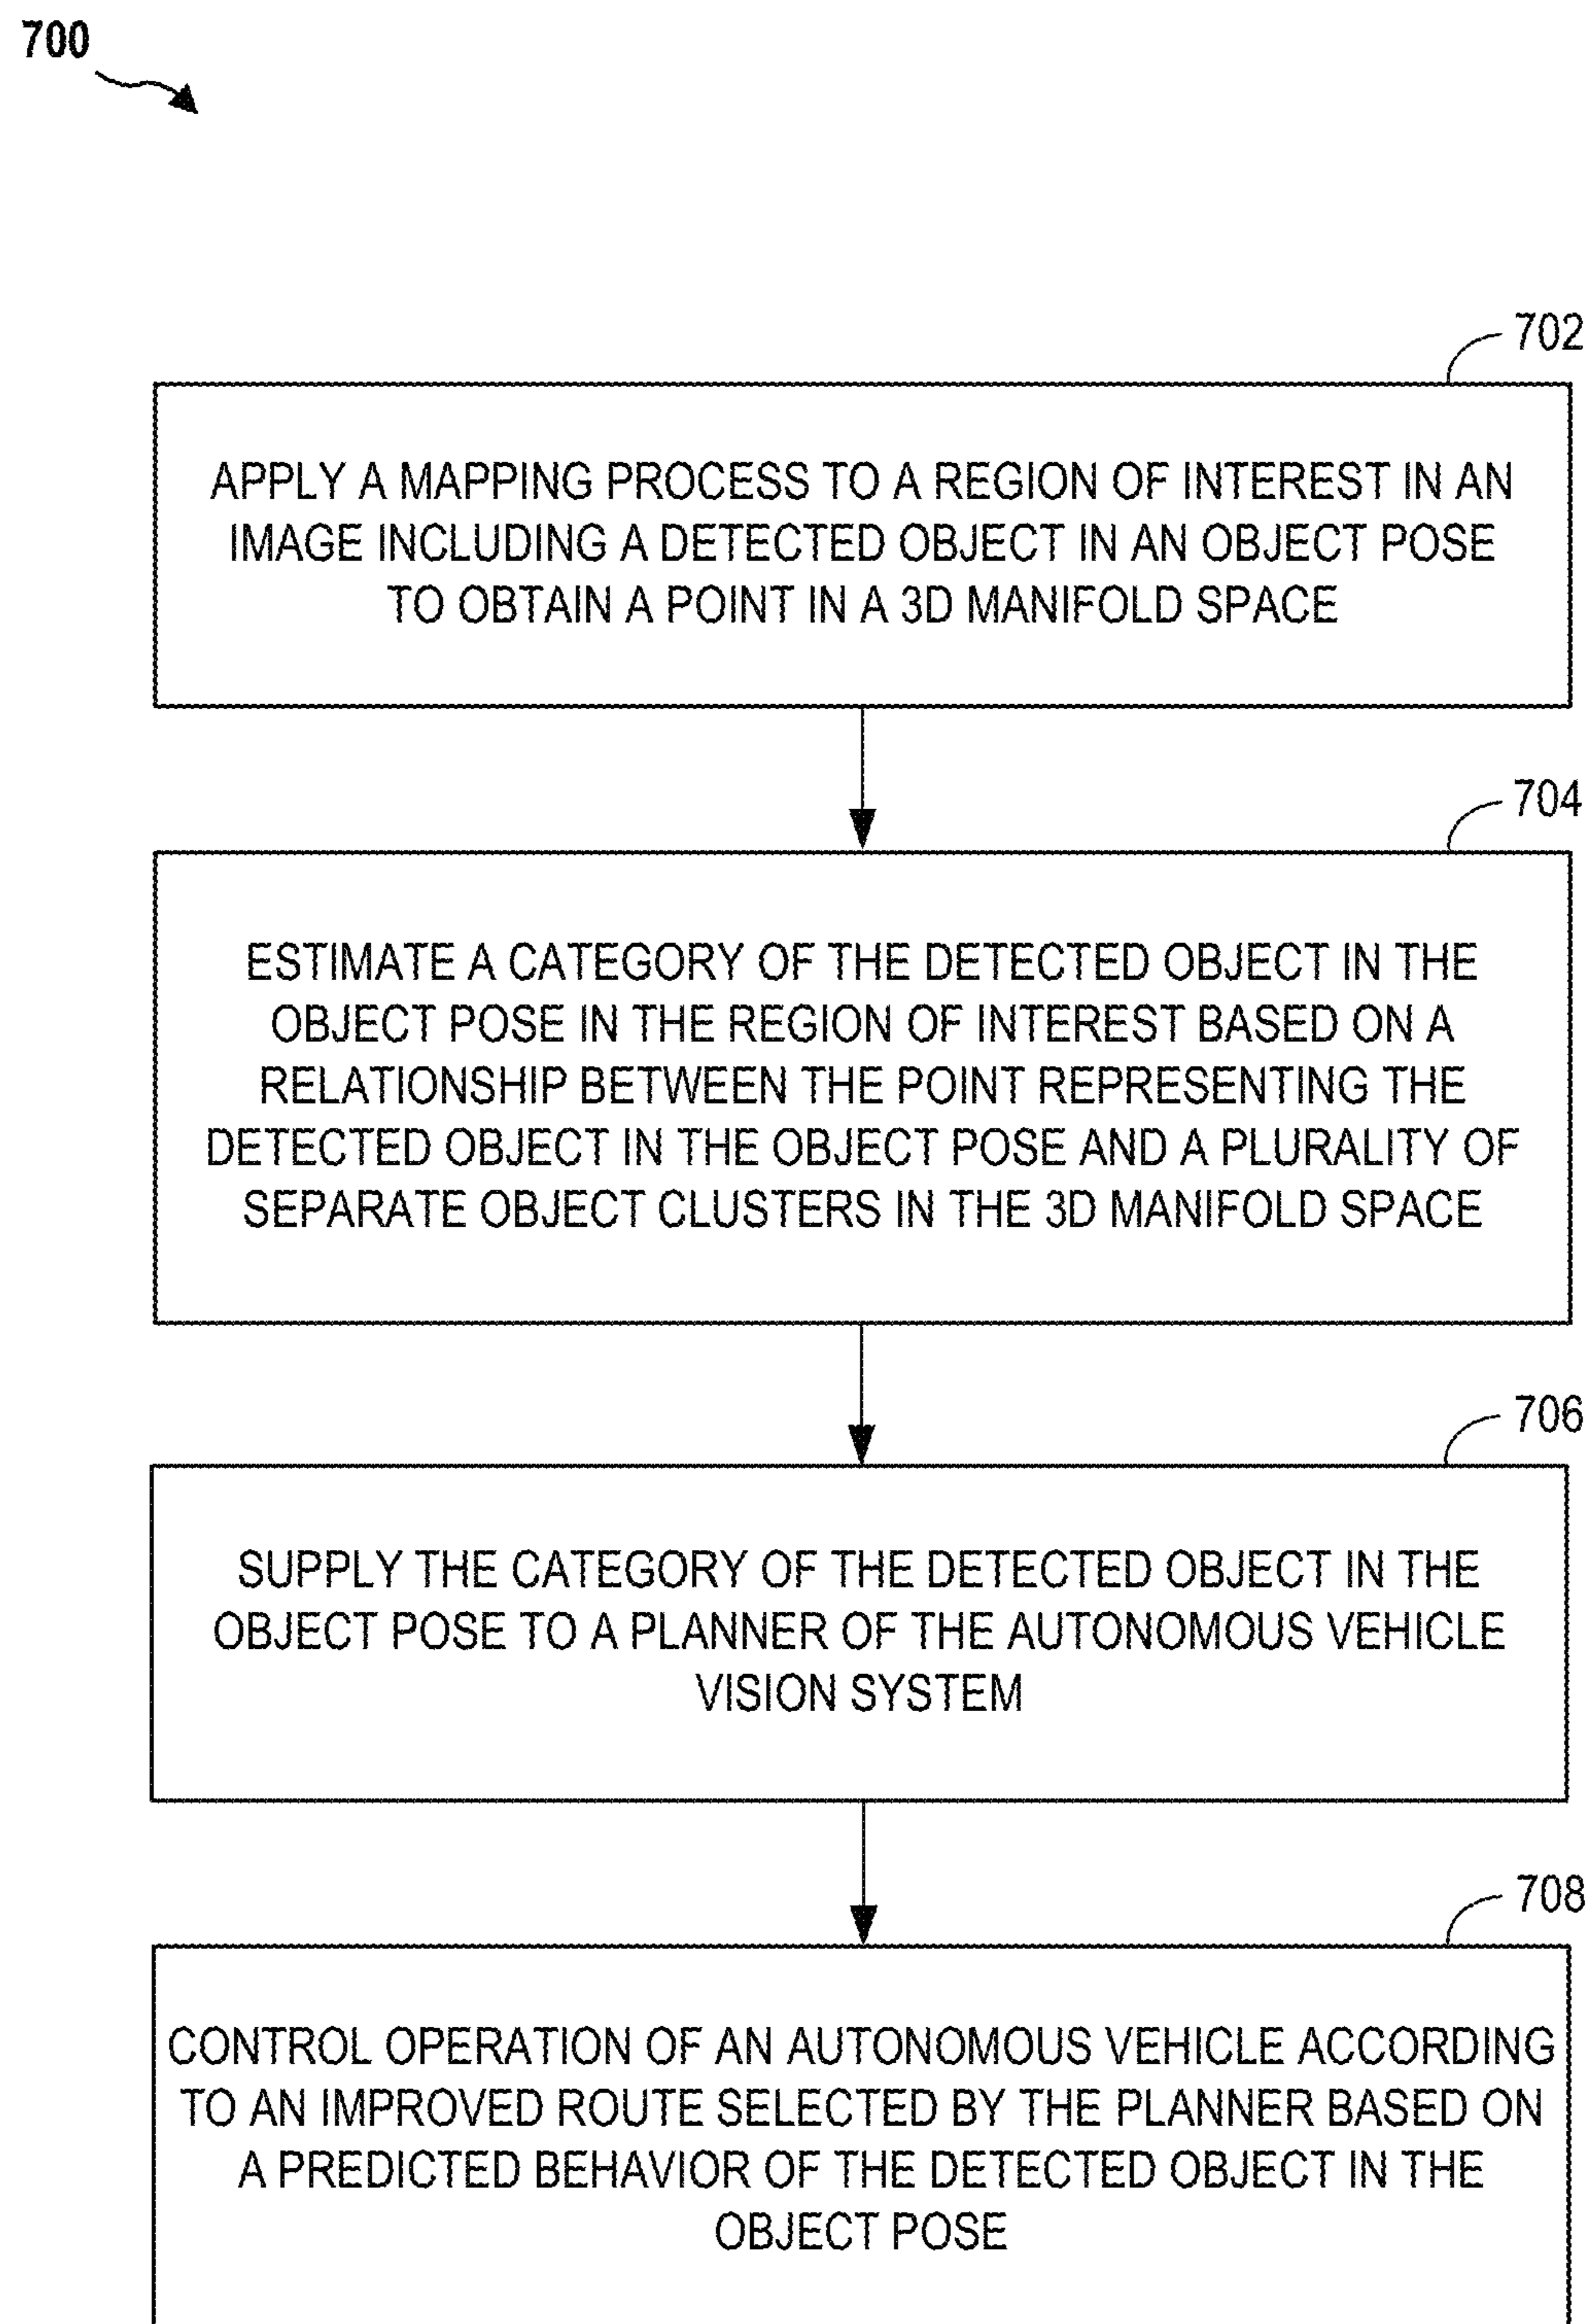 700
702
APPLY A MAPPING PROCESS TO A REGION OF INTEREST IN AN
IMAGE INCLUDING A DETECTED OBJECT IN AN OBJECT POSE
TO OBTAIN A POINT IN A 3D MANIFOLD SPACE
704
ESTIMATE A CATEGORY OF THE DETECTED OBJECT IN THE
OBJECT POSE IN THE REGION OF INTEREST BASED ON A
RELATIONSHIP BETWEEN THE POINT REPRESENTING THE
DETECTED OBJECT IN THE OBJECT POSE AND A PLURALITY OF
SEPARATE OBJECT CLUSTERS IN THE 3D MANIFOLD SPACE
706
SUPPLY THE CATEGORY OF THE DETECTED OBJECT IN THE
OBJECT POSE TO A PLANNER OF THE AUTONOMOUS VEHICLE
VISION SYSTEM
708
CONTROL OPERATION OF AN AUTONOMOUS VEHICLE ACCORDING
TO AN IMPROVED ROUTE SELECTED BY THE PLANNER BASED ON
A PREDICTED BEHAVIOR OF THE DETECTED OBJECT IN THE
OBJECT POSE